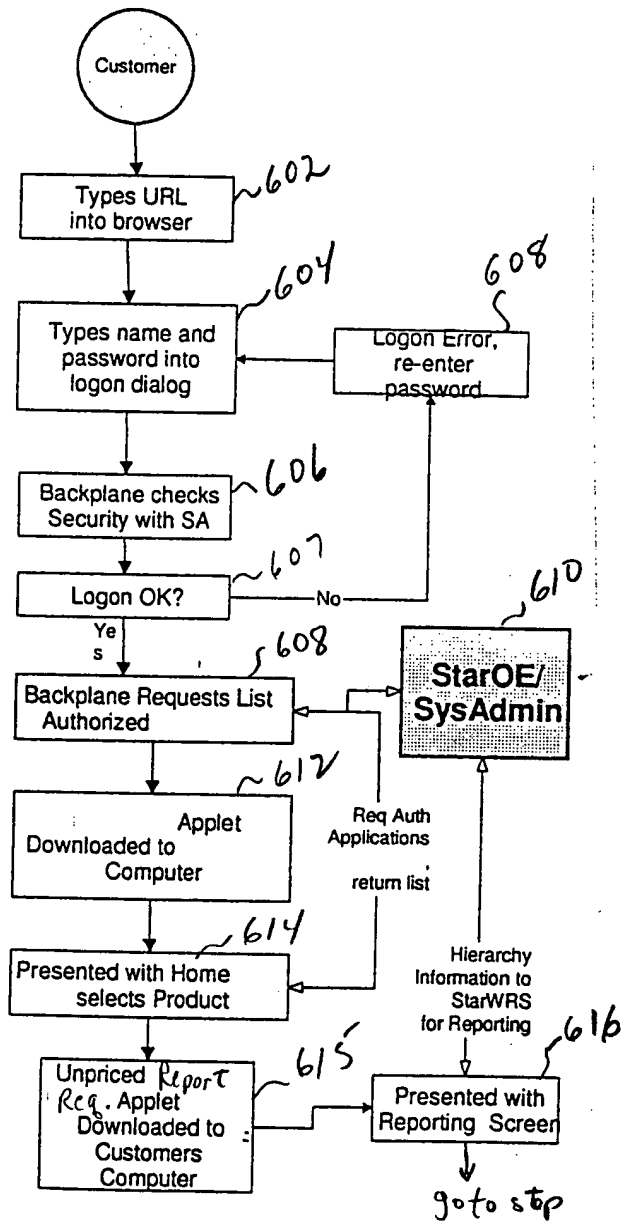 Customer
602
Types URL
into browser
604
608
Types name and
password into
logon dialog
Logon Error,
re-enter
password
606
Backplane checks
Security with SA
607
Logon OK?
No
610
Ye
s
608
StarOE/
SysAdmin
Backplane Requests List
Authorized
612
Applet
Downloaded to
Computer
Req Auth
Applications
return list
614
Presented with Home
selects Product
Hierarchy
Information to
StarWRS
for Reporting
615
616
Unpriced Report
Req. Applet
Downloaded to
Customers
Computer
Presented with
Reporting Screen
go to stop